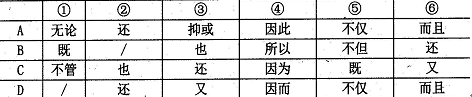 ① ② ③ ④ ⑤ ⑥
A 无论 还 抑或 因此 不仅 而且
B 既 / 也 所以 不但 还
C 不管 也 还 因为 既 又
D / 还 又 因而 不仅 而且